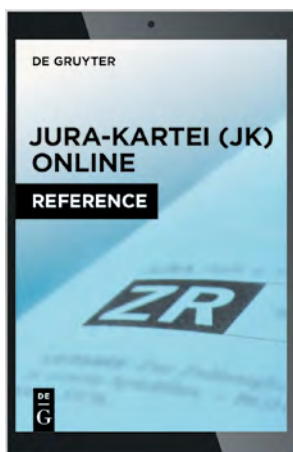 DE GRUYTER
JURA-KARTEI (JK)
ONLINE
REFERENCE
ZR
DE
G